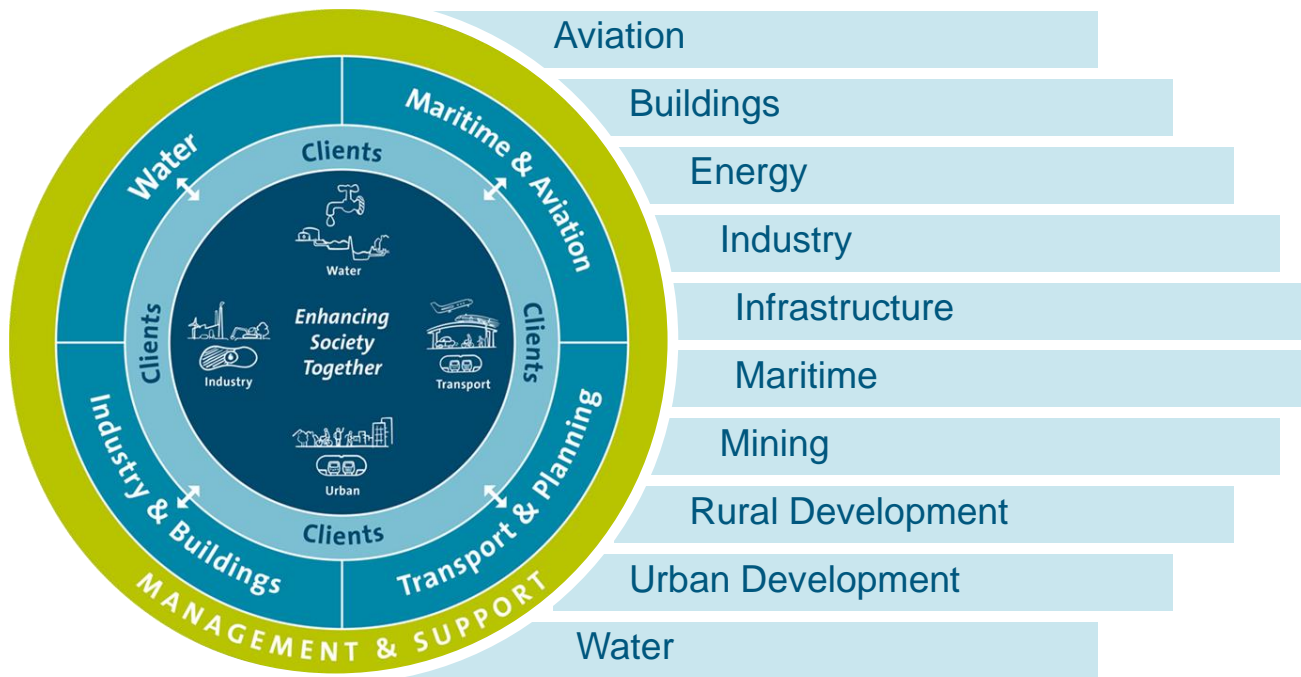 Water
Maritime & Aviation
Clients
Clients
Clients
Clients
Water
Enhancing
Society
Together
Industry
Transport
Urban
Industry & Buildings
Transport & Planning
MANAGEMENT & SUPPORT
Aviation
Buildings
Energy
Industry
Infrastructure
Maritime
Mining
Rural Development
Urban Development
Water